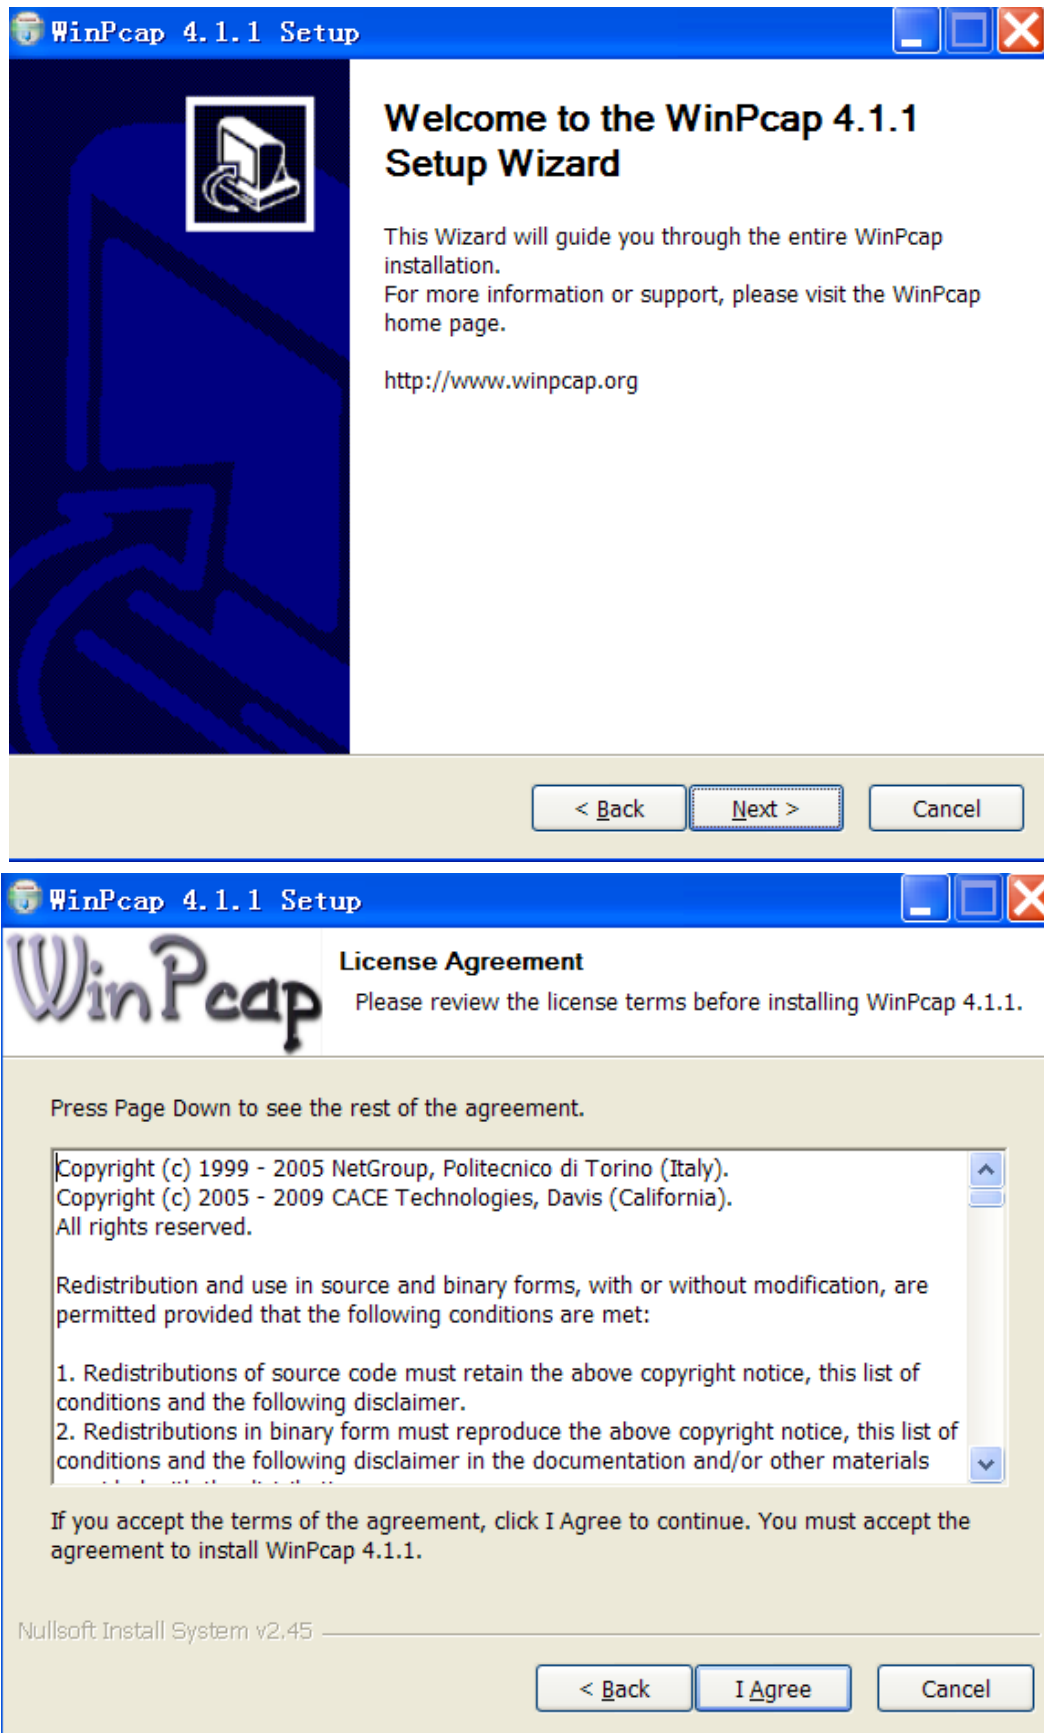 WinPcap 4.1.1 Setup
Welcome to the WinPcap 4.1.1
Setup Wizard
This Wizard will guide you through the entire WinPcap
installation.
For more information or support, please visit the WinPcap
home page.
http://www.winpcap.org
< Back
Next >
Cancel
WinPcap 4.1.1 Setup
WinPcap
License Agreement
Please review the license terms before installing WinPcap 4.1.1.
Press Page Down to see the rest of the agreement.
Copyright (c) 1999 - 2005 NetGroup, Politecnico di Torino (Italy).
Copyright (c) 2005 - 2009 CACE Technologies, Davis (California).
All rights reserved.
Redistribution and use in source and binary forms, with or without modification, are
permitted provided that the following conditions are met:
1. Redistributions of source code must retain the above copyright notice, this list of
conditions and the following disclaimer.
2. Redistributions in binary form must reproduce the above copyright notice, this list of
conditions and the following disclaimer in the documentation and/or other materials
If you accept the terms of the agreement, click I Agree to continue. You must accept the
agreement to install WinPcap 4.1.1.
Nullsoft Install System v2.45
< Back
I Agree
Cancel